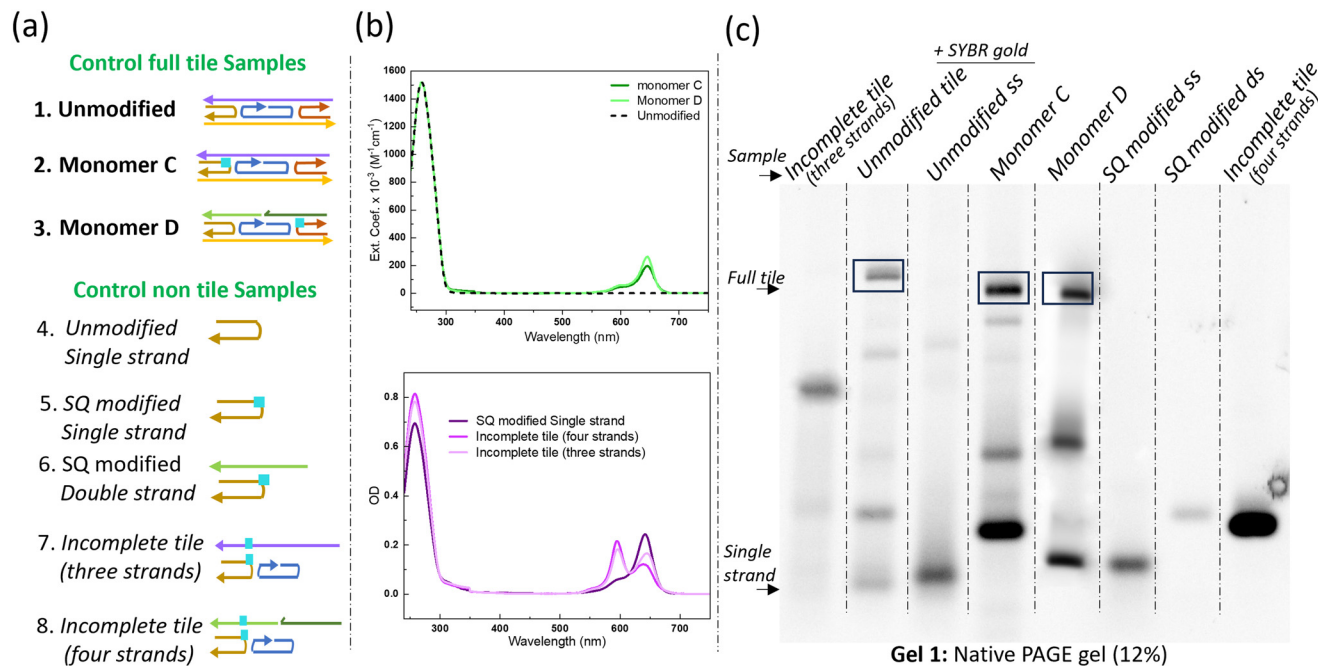 (a)
Control full tile Samples
1. Unmodified
2. Monomer C
3. Monomer D
Control non tile Samples
4. Unmodified
Single strand
5. SQ modified
Single strand
6. SQ modified
Double strand
7. Incomplete tile
(three strands)
8. Incomplete tile
(four strands)
(b)
1600
1400
1200
1000
800
600
400
200
0
Ext. Coef. x 10⁻³ (M⁻¹cm⁻¹)
monomer C
Monomer D
Unmodified
300
400
500
600
700
Wavelength (nm)
0.8
0.6
0.4
0.2
0.0
OD
SQ modified Single strand
Incomplete tile (four strands)
Incomplete tile (three strands)
300
400
500
600
700
Wavelength (nm)
(c)
+ SYBR gold
Sample
Incomplete tile
(three strands)
Unmodified tile
Unmodified ss
Monomer C
Monomer D
SQ modified ss
SQ modified ds
Incomplete tile
(four strands)
Full tile
Single
strand
Gel 1: Native PAGE gel (12%)